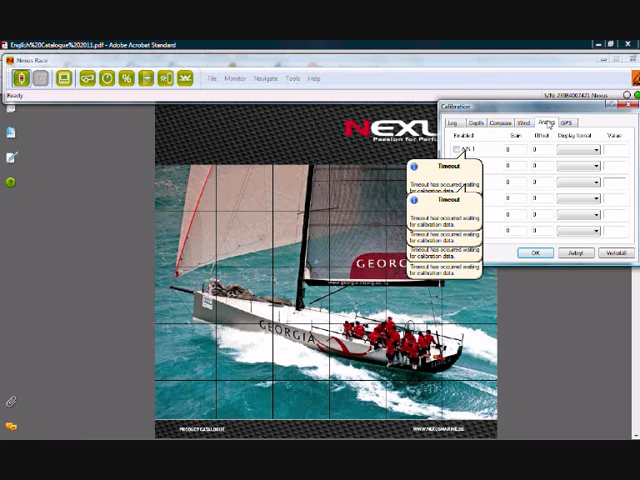 English%20Catalogue%202011.pdf - Adobe Acrobat Standard
Nexus Race
File Monitor Navigate Tools Help
Ready
S/N: 23984007421 Nexus
Calibration
Log Depth Compass Wind Analog GPS
Enabled Gain Offset Display format Value
AIN 1 0 0
0 0
0 0
0 0
0 0
0 0
Timeout
Timeout has occurred waiting
Timeout
Timeout has occurred waiting
for calibration data.
Timeout has occurred waiting
for calibration data
for calibration data.
Timeout has occurred waiting
for calibration data.
OK Avbryt Verkställ
NEXU
Passion for Perf
GEORG
GEORGIA
PRODUCT CATALOGUE
WWW.NEXUSMARINE.SE